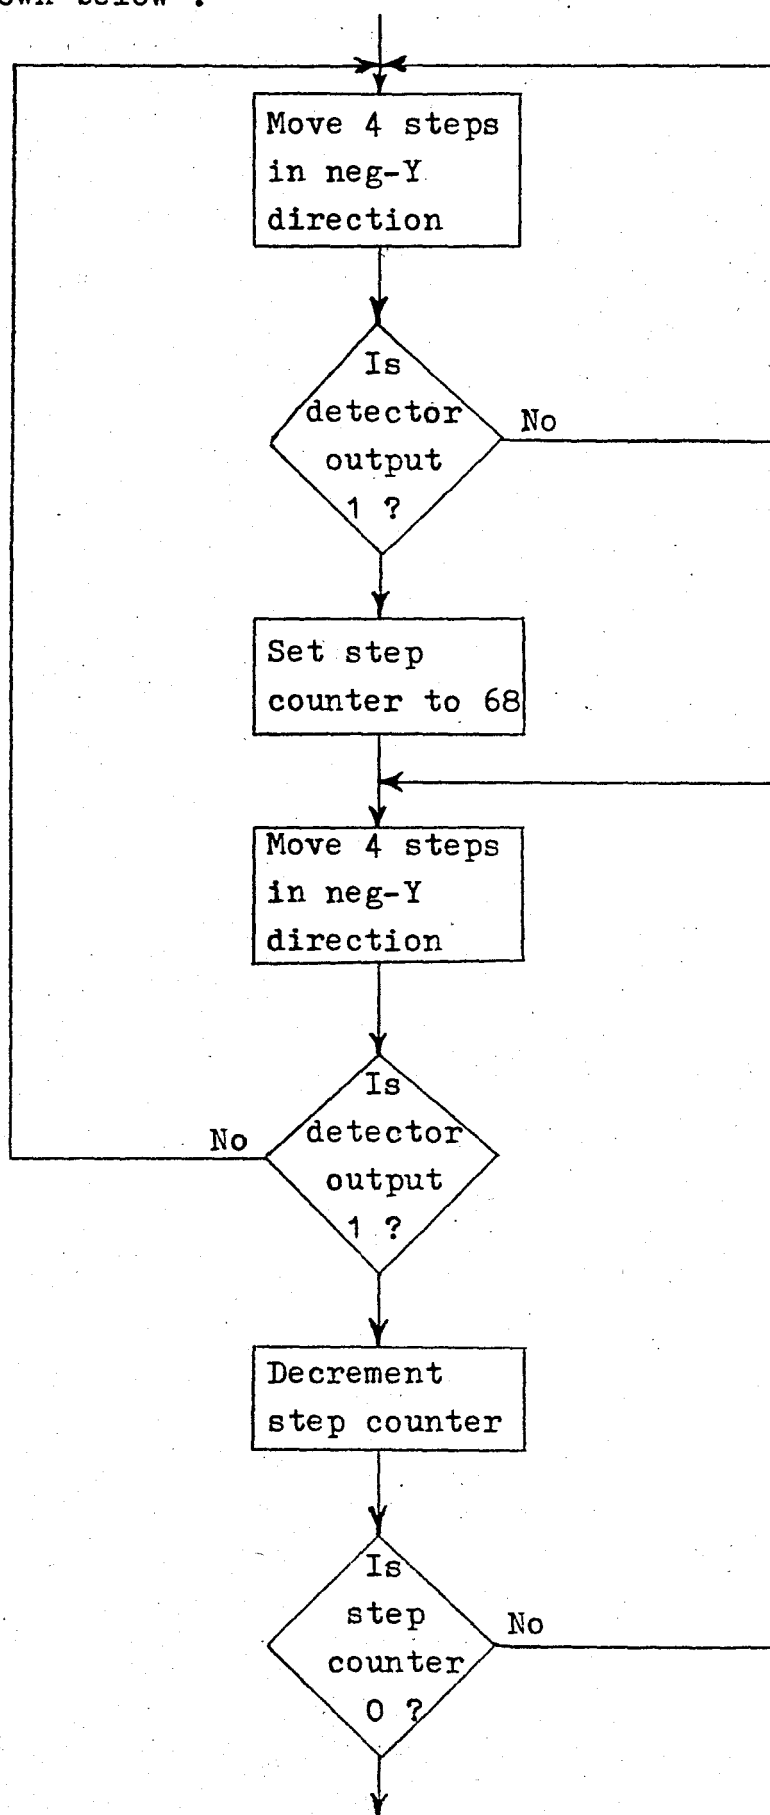 below .
Move 4 steps
in neg-Y
direction
Is
detector
output
1 ?
No
Set step
counter to 68
Move 4 steps
in neg-Y
direction
Is
detector
output
1 ?
No
Decrement
step counter
Is
step
counter
0 ?
No